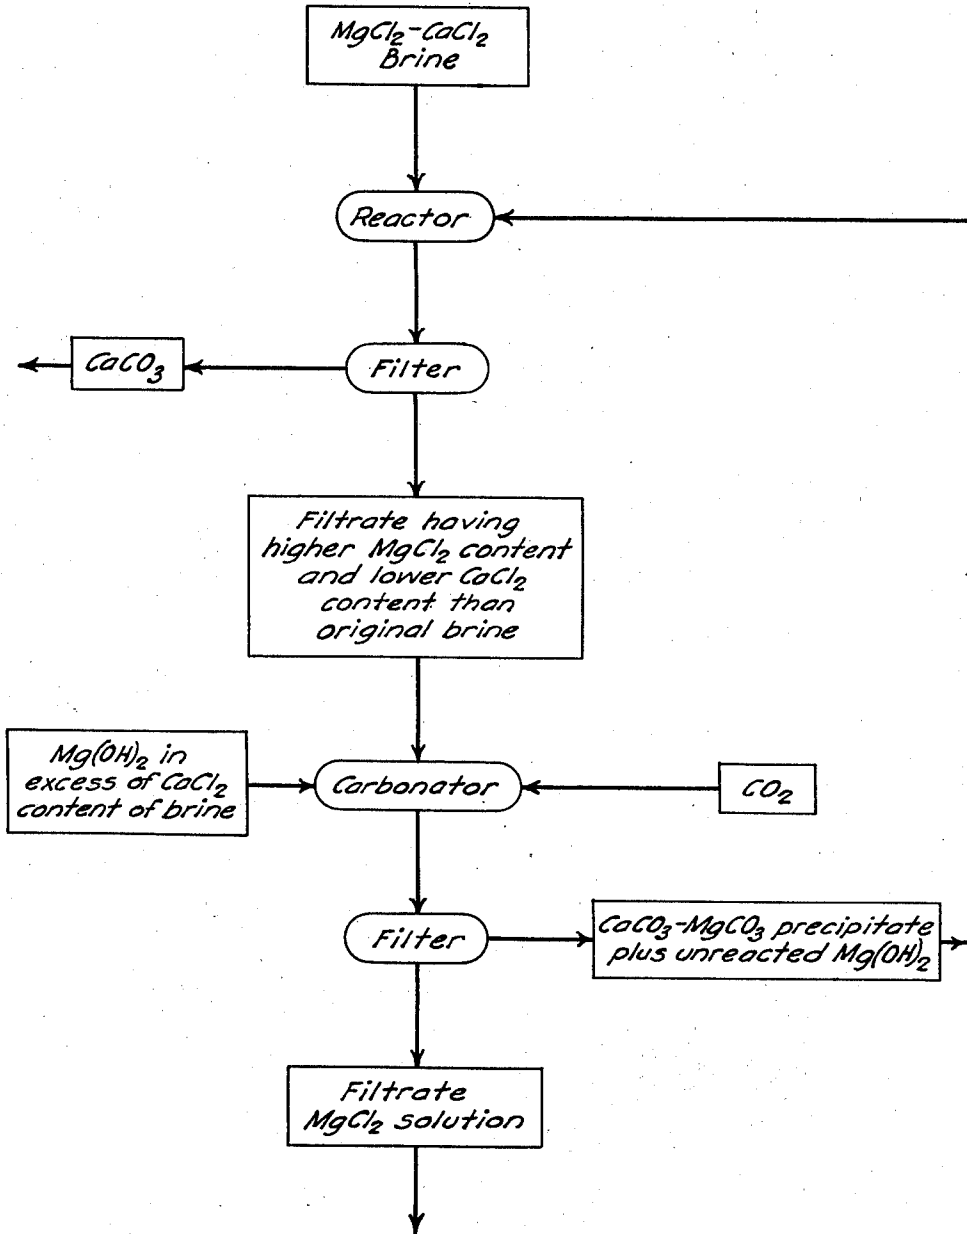 MgCl₂-CaCl₂
Brine
Reactor
CaCO₃
Filter
Filtrate having
higher MgCl₂ content
and lower CaCl₂
content than
original brine
Mg(OH)₂ in
excess of CaCl₂
content of brine
Carbonator
CO₂
Filter
CaCO₃-MgCO₃ precipitate
plus unreacted Mg(OH)₂
Filtrate
MgCl₂ solution